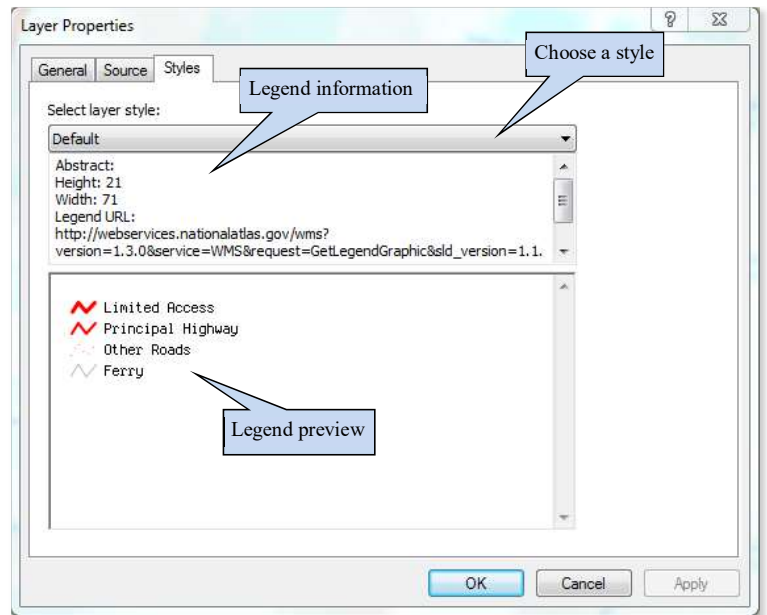 Layer Properties
Choose a style
General Source Styles
Legend information
Select layer style:
Default
Abstract:
Height: 21
Width: 71
Legend URL:
http://webservices.nationalatlas.gov/wms?
version=1.3.0&service=WMS&request=GetLegendGraphic&sld_version=1.1.
Limited Access
Principal Highway
Other Roads
Ferry
Legend preview
OK Cancel Apply